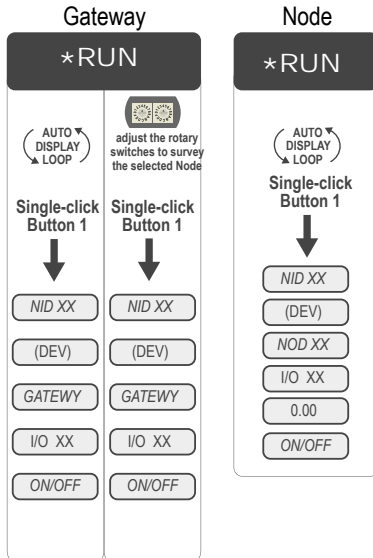 Gateway
*RUN
AUTO
DISPLAY
LOOP
Single-click
Button 1
NID XX
(DEV)
GATEWY
I/O XX
ON/OFF
adjust the rotary
switches to survey
the selected Node
Single-click
Button 1
NID XX
(DEV)
GATEWY
I/O XX
ON/OFF
Node
*RUN
AUTO
DISPLAY
LOOP
Single-click
Button 1
NID XX
(DEV)
NOD XX
I/O XX
0.00
ON/OFF